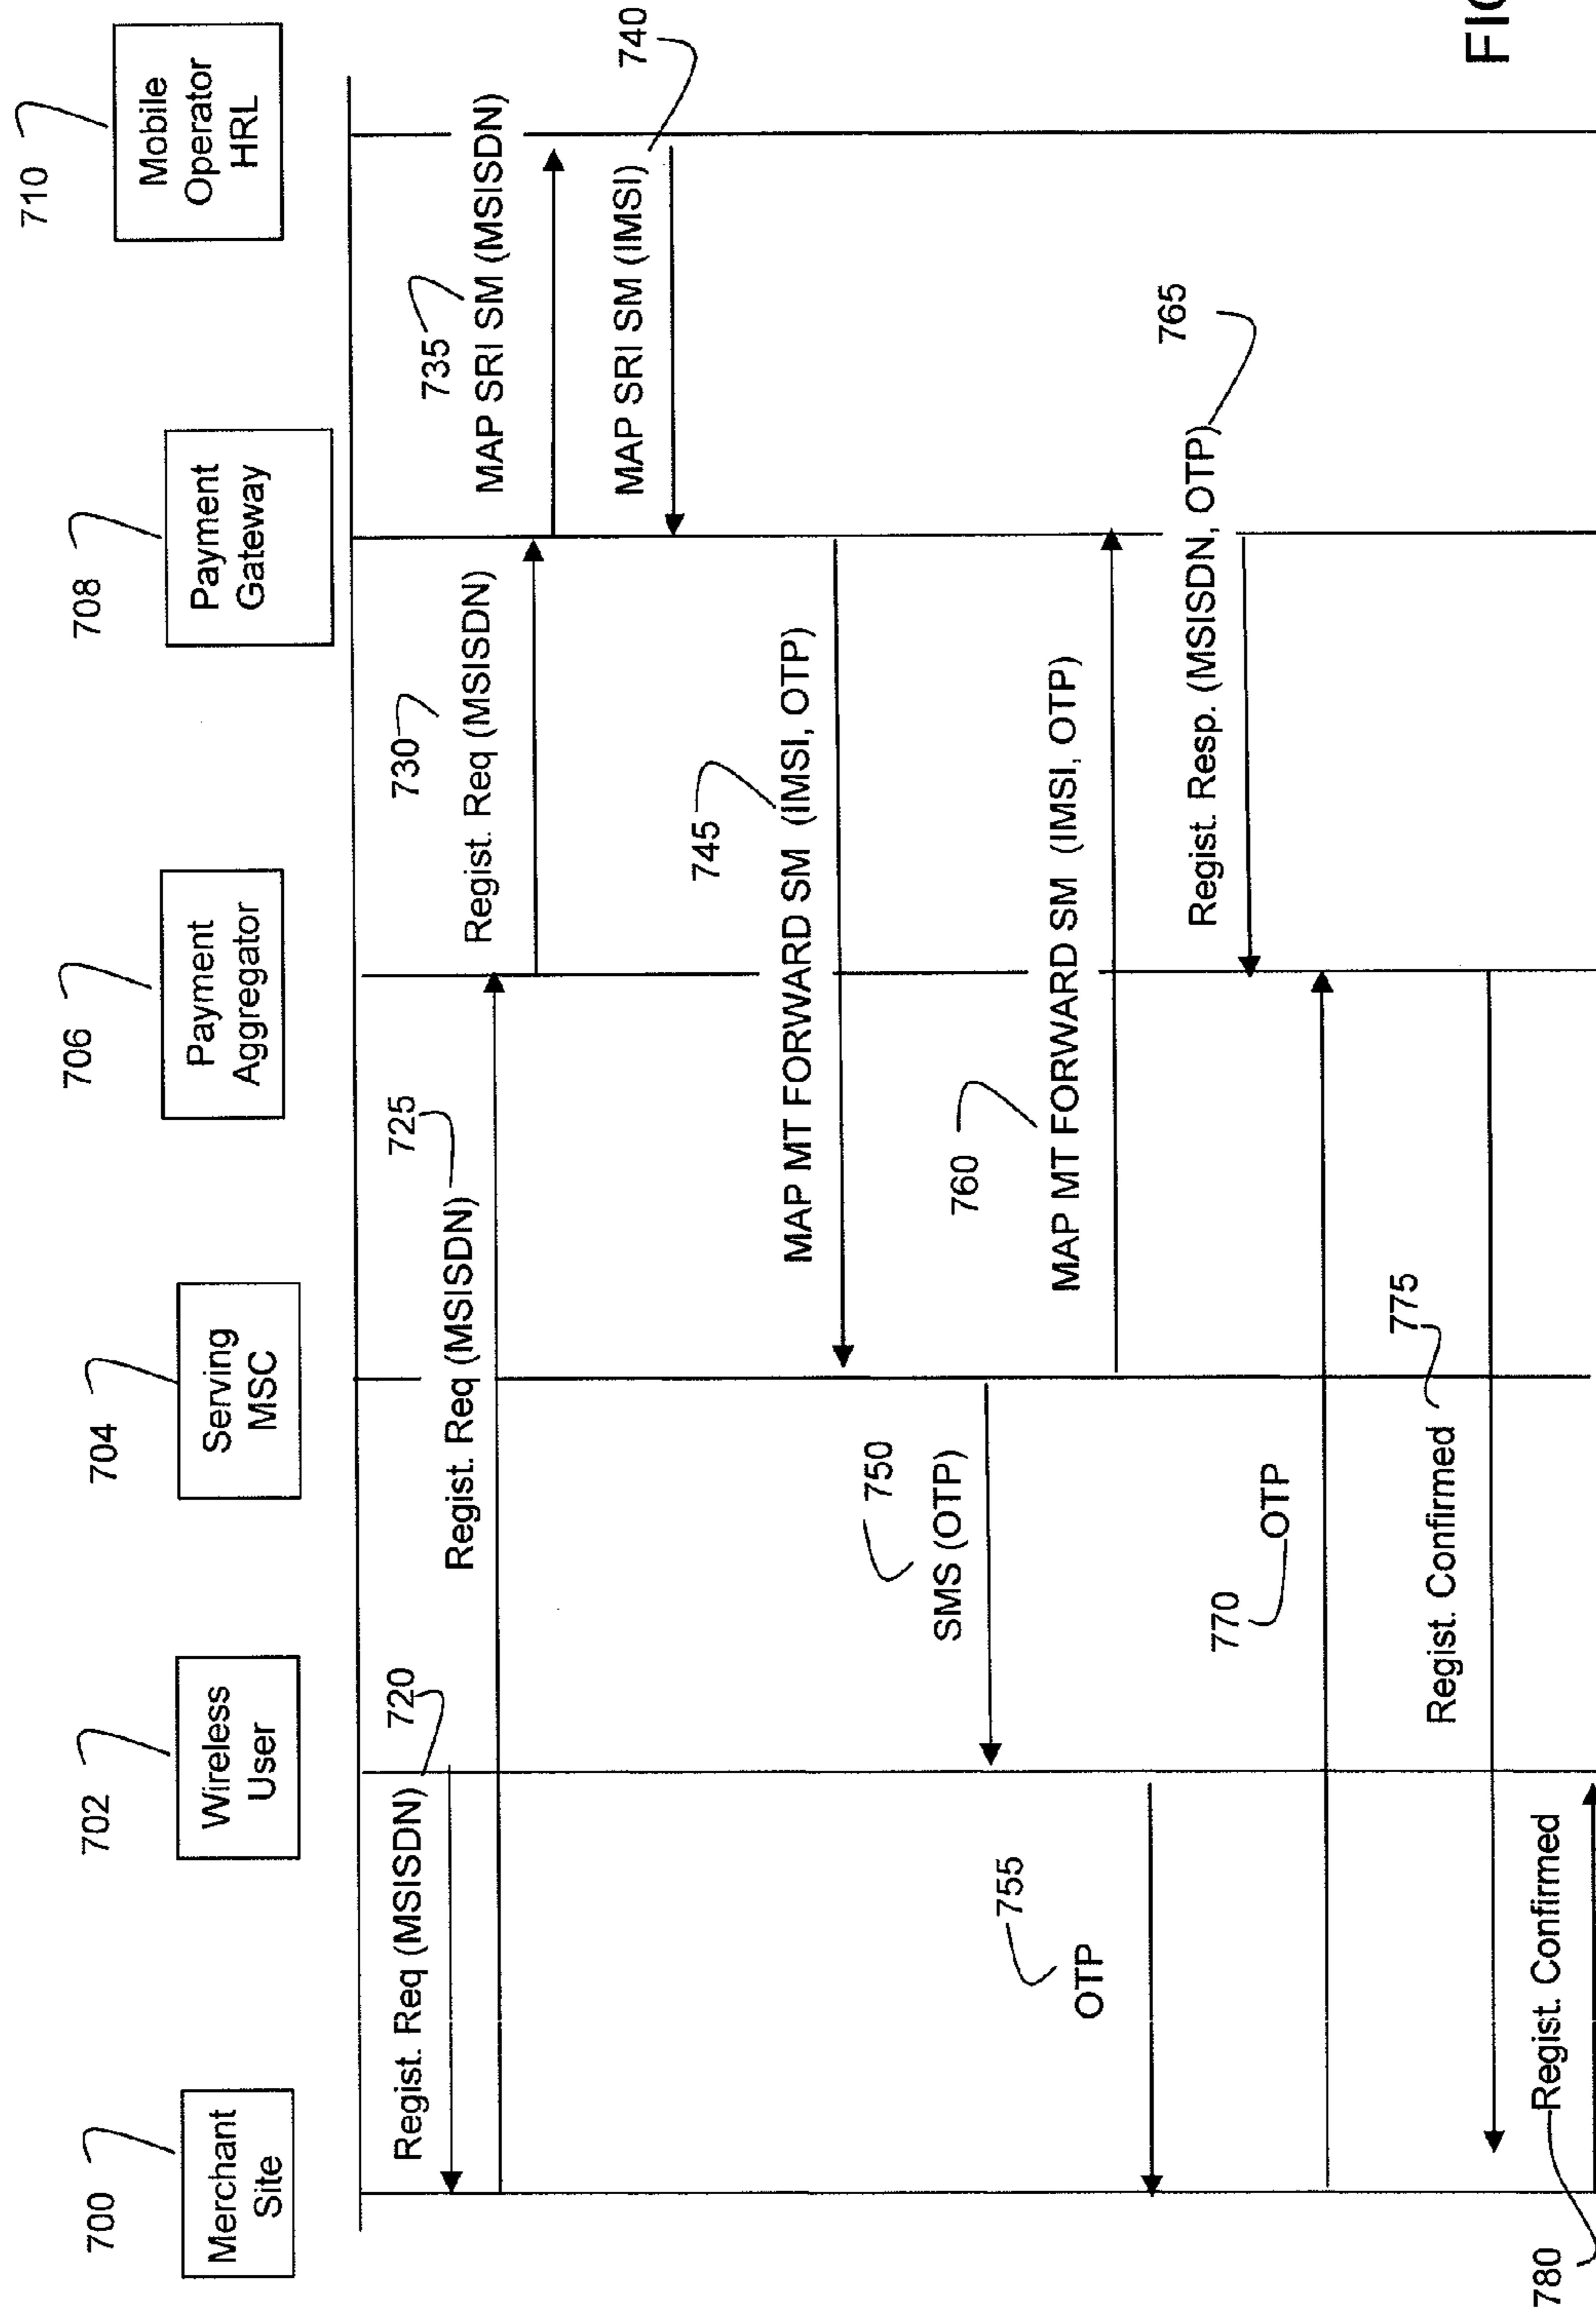 700
Merchant
Site
702
Wireless
User
704
Serving
MSC
706
Payment
Aggregator
708
Payment
Gateway
710
Mobile
Operator
HRL
Regist. Req (MSISDN)
720
Regist. Req (MSISDN)
725
730
Regist. Req (MSISDN)
735
MAP SRI SM (MSISDN)
MAP SRI SM (IMSI)
740
745
MAP MT FORWARD SM (IMSI, OTP)
750
SMS (OTP)
755
OTP
760
MAP MT FORWARD SM (IMSI, OTP)
765
Regist. Resp. (MSISDN, OTP)
770
OTP
775
Regist. Confirmed
780
Regist. Confirmed